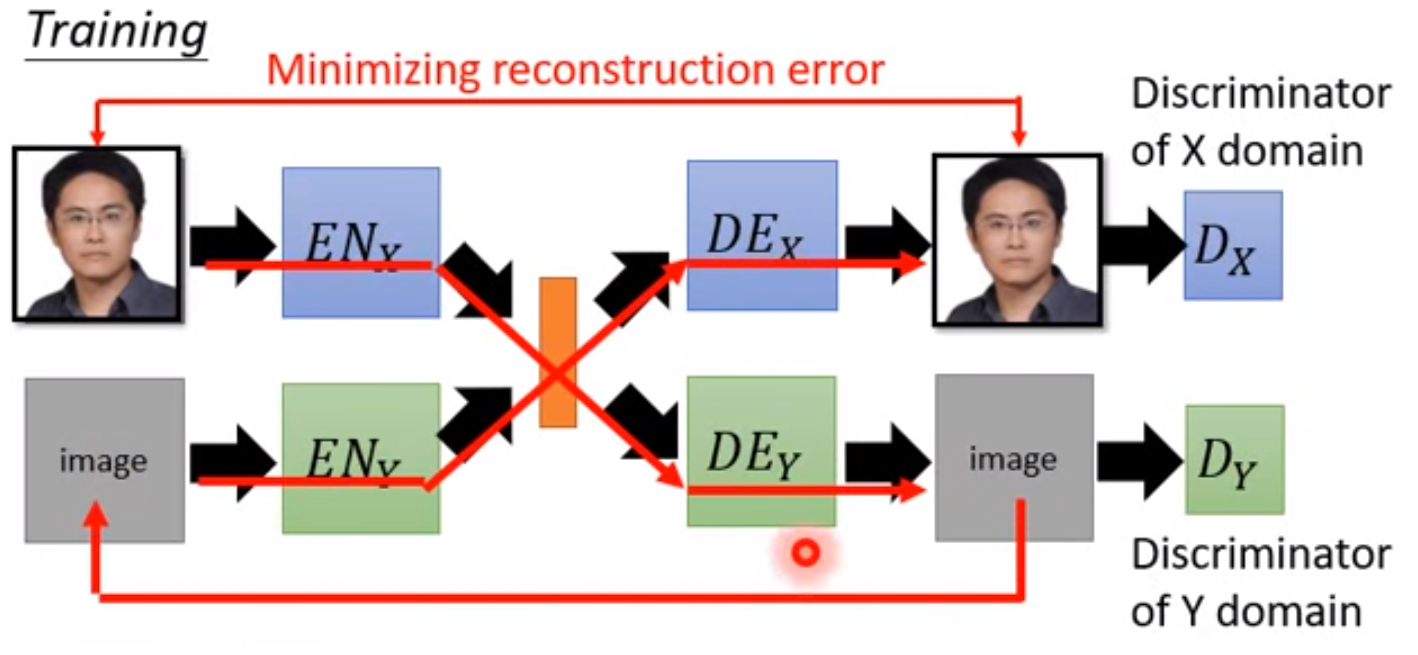 Training
Minimizing reconstruction error
Discriminator
of X domain
EN_X
DE_X
D_X
image
EN_Y
DE_Y
image
D_Y
Discriminator
of Y domain